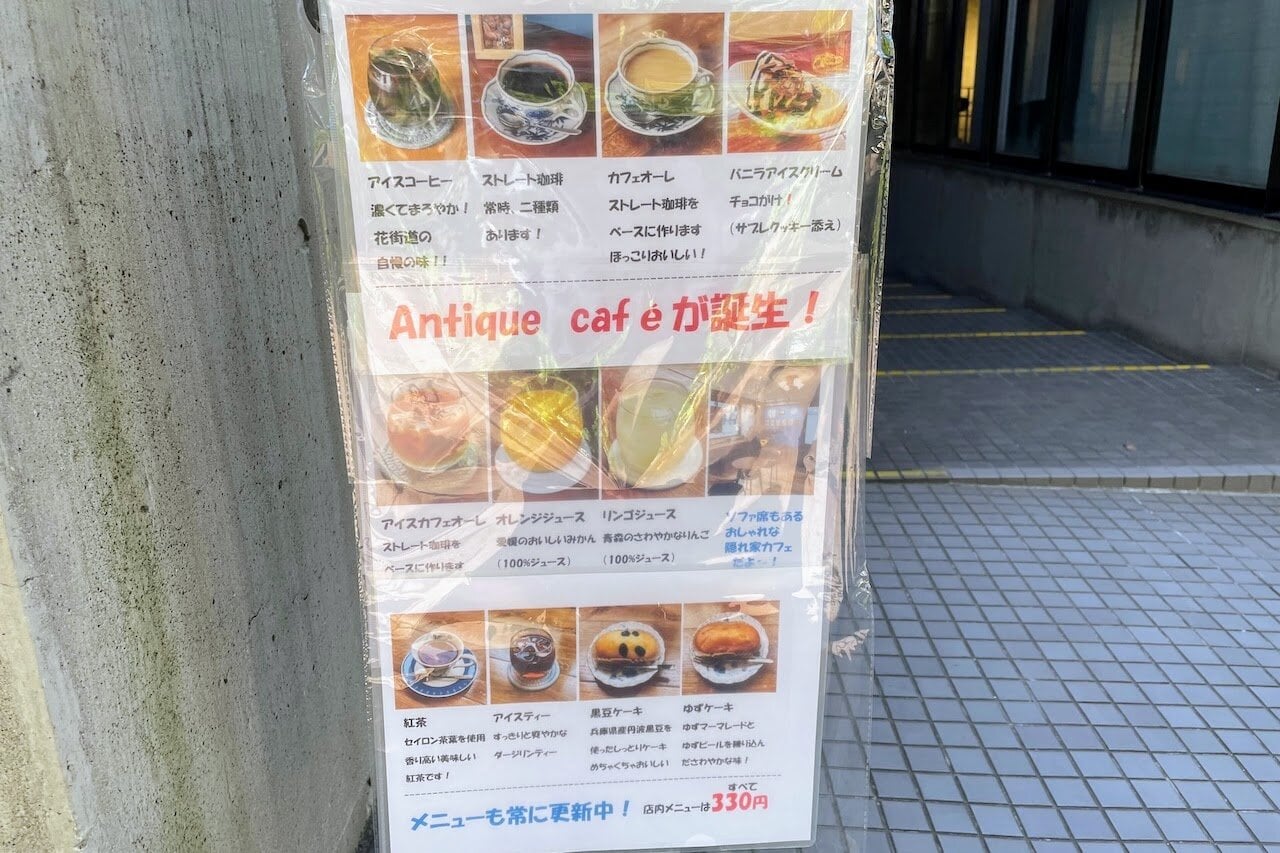 アイスコーヒー
濃くてまろやか！
花街道の
自慢の味！！
ストレート珈琲
常時、二種類
あります！
カフェオーレ
ストレート珈琲を
ベースに作ります
ほっこりおいしい！
バニラアイスクリーム
チョコがけ！
（サブレクッキー添え）
Antique café が誕生！
アイスカフェオーレ
ストレート珈琲を
ベースに作ります
オレンジジュース
愛媛のおいしいみかん
（100%ジュース）
リンゴジュース
青森のさわやかなりんご
（100%ジュース）
ソファ席もある
おしゃれな
隠れ家カフェ
だよ～！
紅茶
セイロン茶葉を使用
香り高い美味しい
紅茶です！
アイスティー
すっきりと爽やかな
ダージリンティー
黒豆ケーキ
兵庫県産丹波黒豆を
使ったしっとりケーキ
めちゃくちゃおいしい
ゆずケーキ
ゆずマーマレードと
ゆずピールを練り込ん
ださわやかな味！
メニューも常に更新中！
店内メニューはすべて330円